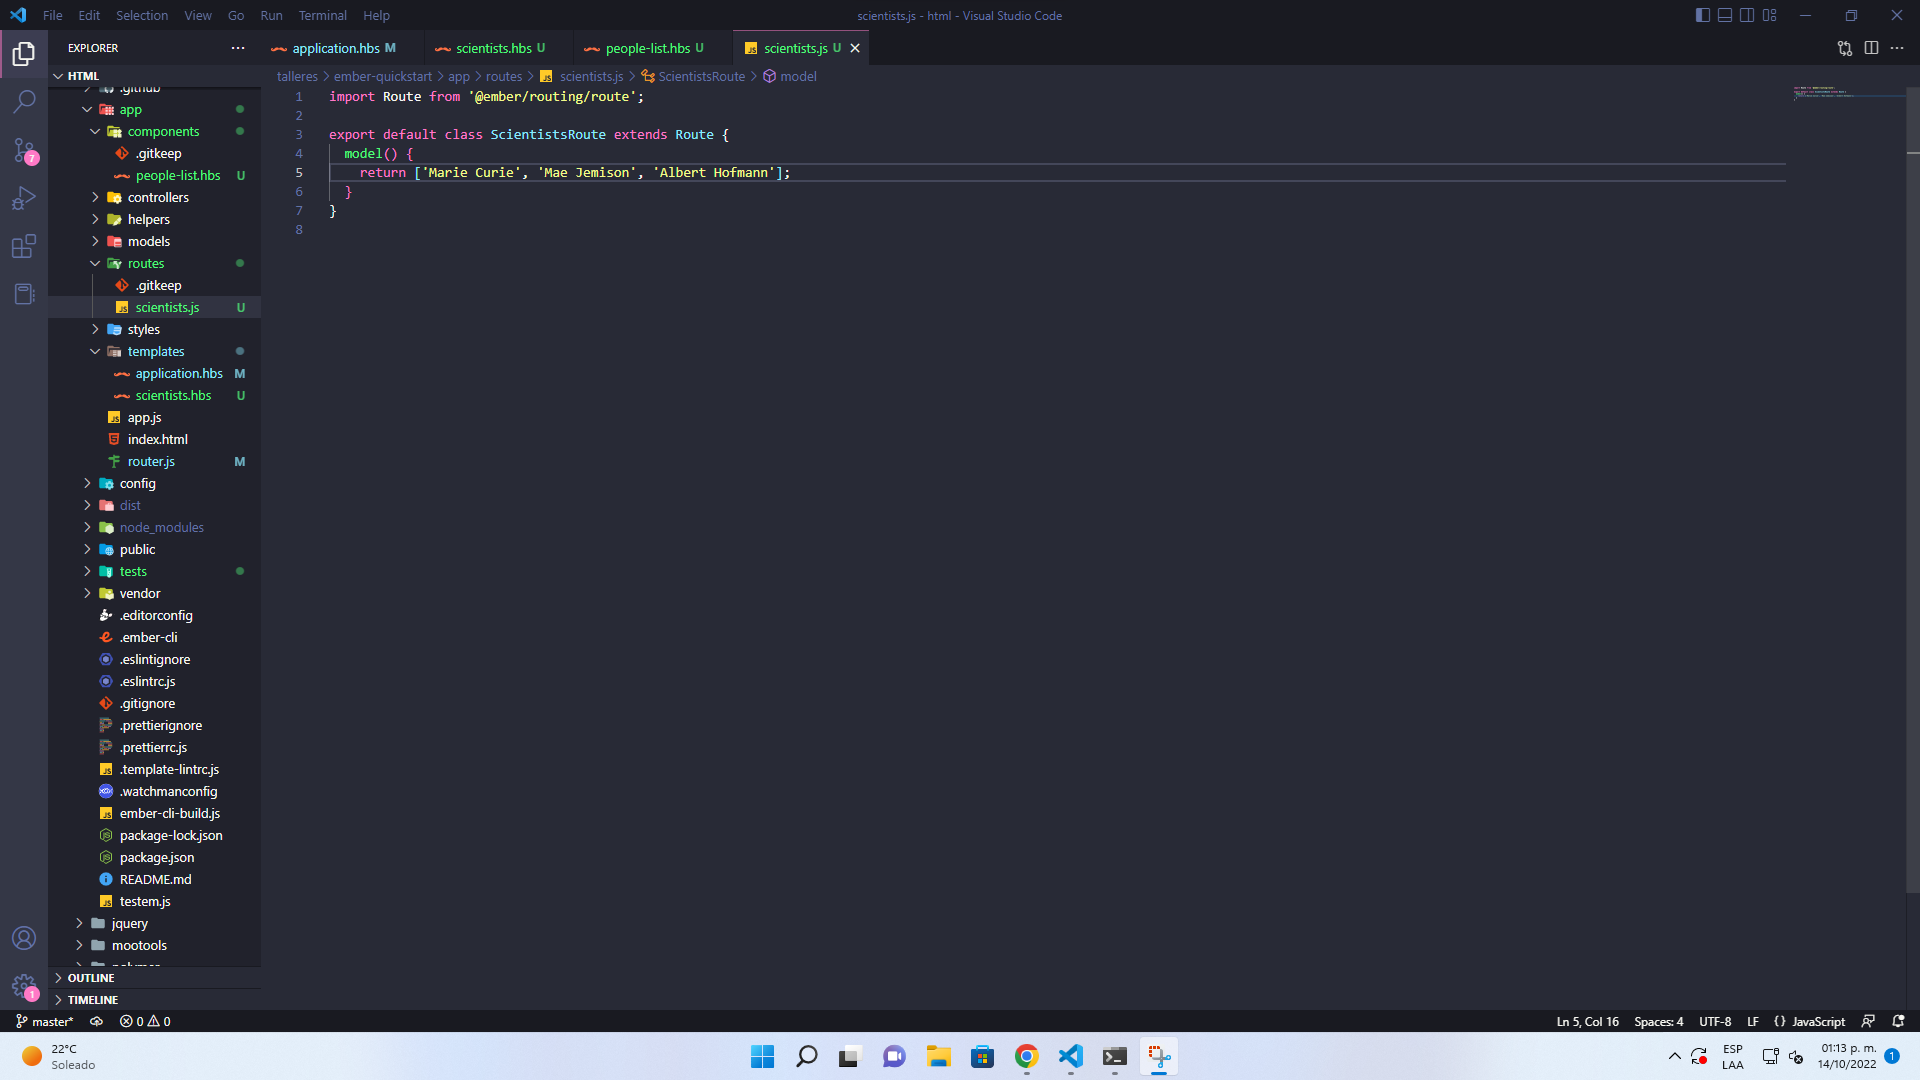 File Edit Selection View Go Run Terminal Help
scientists.js - html - Visual Studio Code
EXPLORER
application.hbs M
scientists.hbs U
people-list.hbs U
scientists.js U
HTML
talleres > ember-quickstart > app > routes > scientists.js > ScientistsRoute > model
.github
app
components
.gitkeep
people-list.hbs U
controllers
helpers
models
routes
.gitkeep
scientists.js U
styles
templates
application.hbs M
scientists.hbs U
app.js
index.html
router.js M
config
dist
node_modules
public
tests
vendor
.editorconfig
.ember-cli
.eslintignore
.eslintrc.js
.gitignore
.prettierignore
.prettierrc.js
.template-lintrc.js
.watchmanconfig
ember-cli-build.js
package-lock.json
package.json
README.md
testem.js
jquery
mootools
OUTLINE
TIMELINE
1 import Route from '@ember/routing/route';
2
3 export default class ScientistsRoute extends Route {
4 model() {
5 return ['Marie Curie', 'Mae Jemison', 'Albert Hofmann'];
6 }
7 }
8
7
1
master* 0 0
Ln 5, Col 16 Spaces: 4 UTF-8 LF {} JavaScript
22°C
Soleado
ESP
LAA
01:13 p. m.
14/10/2022
1